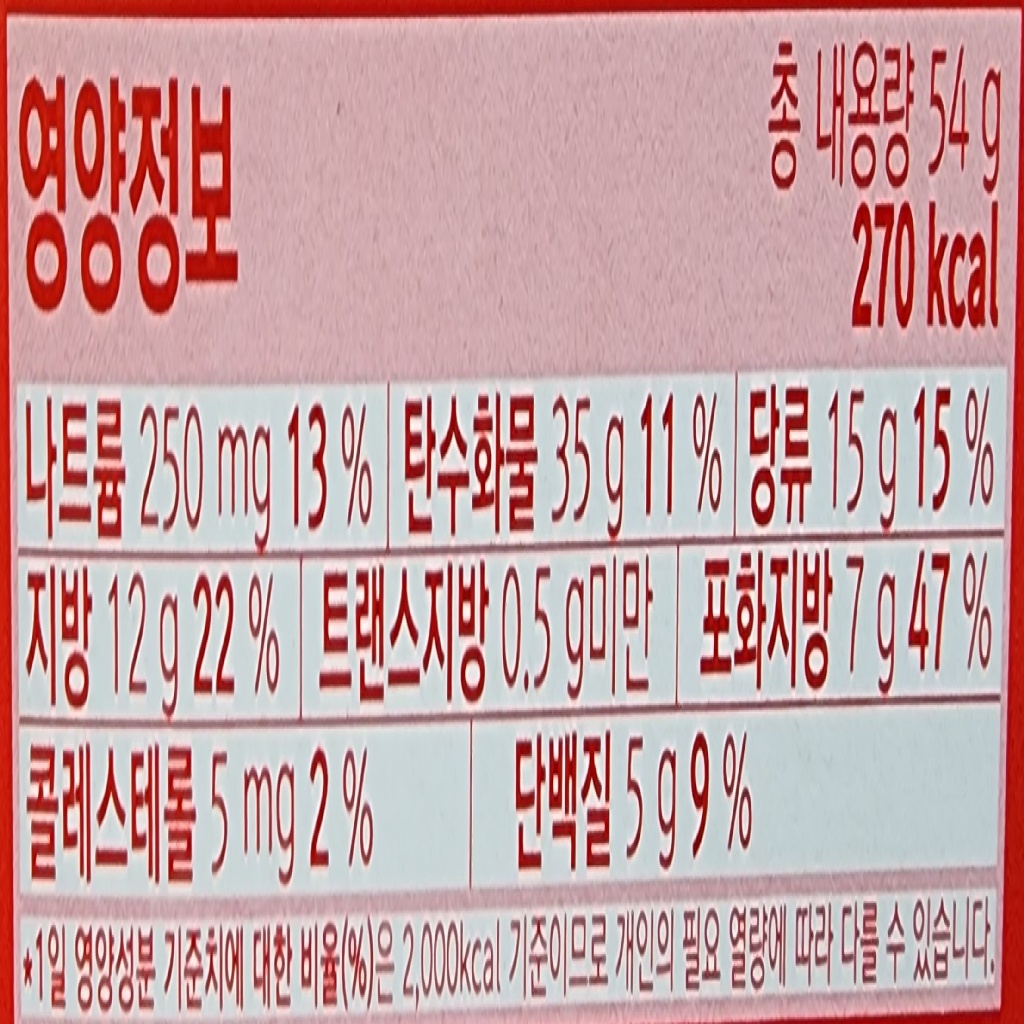 영양정보
총 내용량 54 g
270 kcal
나트륨 250 mg 13 % 탄수화물 35 g 11 % 당류 15 g 15 %
지방 12 g 22 % 트랜스지방 0.5 g미만 포화지방 7 g 47 %
콜레스테롤 5 mg 2 % 단백질 5 g 9 %
*1일 영양성분 기준치에 대한 비율(%)은 2,000kcal 기준이므로 개인의 필요 열량에 따라 다를 수 있습니다.